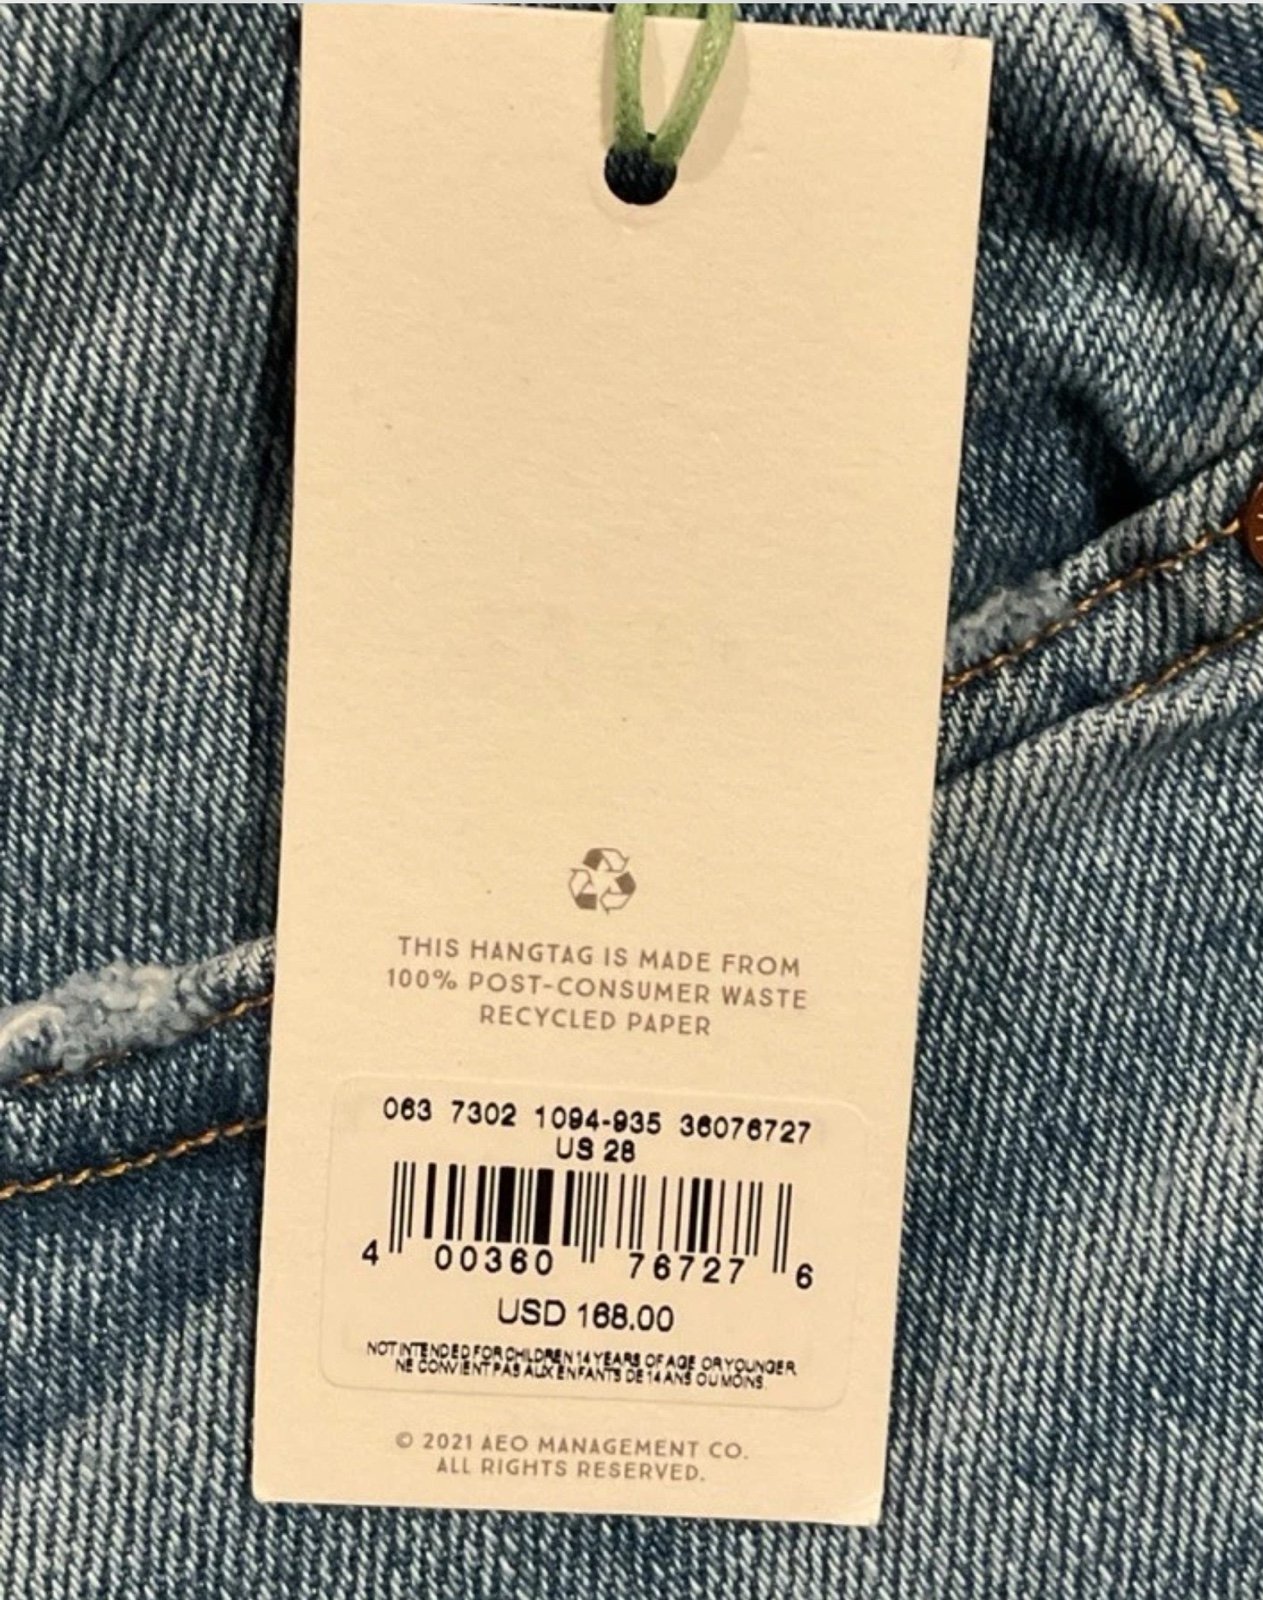 THIS HANGTAG IS MADE FROM
100% POST-CONSUMER WASTE
RECYCLED PAPER
063 7302 1094-935 36076727
US 28
4 00360 76727 6
USD 168.00
NOT INTENDED FOR CHILDREN 14 YEARS OF AGE OR YOUNGER
NE CONVIENT PAS AUX ENFANTS DE 14 ANS OU MOINS
© 2021 AEO MANAGEMENT CO.
ALL RIGHTS RESERVED.